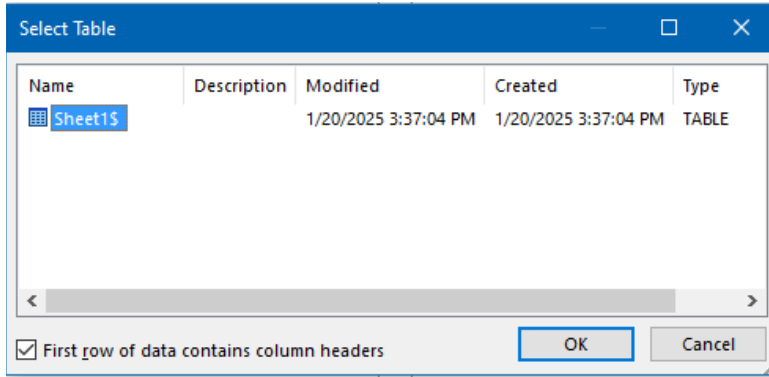 Select Table
Name Description Modified Created Type
Sheet1$ 1/20/2025 3:37:04 PM 1/20/2025 3:37:04 PM TABLE
First row of data contains column headers OK Cancel